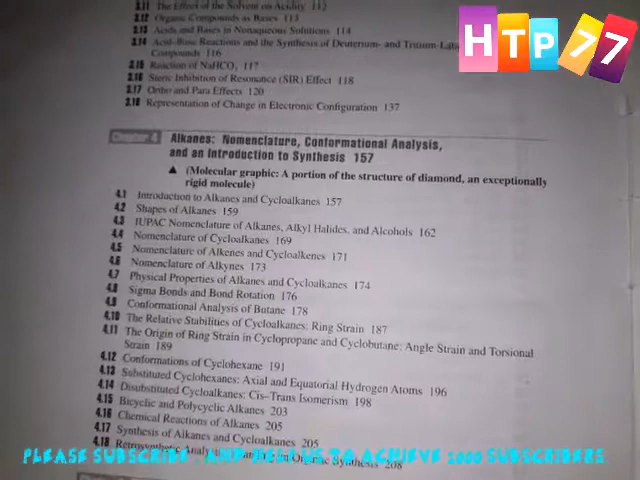 3.11 The Effect of the Solvent on Acidity 112
3.12 Organic Compounds as Bases 113
3.13 Acids and Bases in Nonaqueous Solutions 114
3.14 Acid–Base Reactions and the Synthesis of Deuterium- and Tritium-Lab
Compounds 116
3.15 Reaction of NaHCO₃ 117
3.16 Steric Inhibition of Resonance (SIR) Effect 118
3.17 Ortho and Para Effects 120
3.18 Representation of Change in Electronic Configuration 137
HTP77
Chapter 4 Alkanes: Nomenclature, Conformational Analysis,
and an Introduction to Synthesis 157
▲ (Molecular graphic: A portion of the structure of diamond, an exceptionally
rigid molecule)
4.1 Introduction to Alkanes and Cycloalkanes 157
4.2 Shapes of Alkanes 159
4.3 IUPAC Nomenclature of Alkanes, Alkyl Halides, and Alcohols 162
4.4 Nomenclature of Cycloalkanes 169
4.5 Nomenclature of Alkenes and Cycloalkenes 171
4.6 Nomenclature of Alkynes 173
4.7 Physical Properties of Alkanes and Cycloalkanes 174
4.8 Sigma Bonds and Bond Rotation 176
4.9 Conformational Analysis of Butane 178
4.10 The Relative Stabilities of Cycloalkanes: Ring Strain 187
4.11 The Origin of Ring Strain in Cyclopropane and Cyclobutane: Angle Strain and Torsional
Strain 189
4.12 Conformations of Cyclohexane 191
4.13 Substituted Cyclohexanes: Axial and Equatorial Hydrogen Atoms 196
4.14 Disubstituted Cycloalkanes: Cis–Trans Isomerism 198
4.15 Bicyclic and Polycyclic Alkanes 203
4.16 Chemical Reactions of Alkanes 205
4.17 Synthesis of Alkanes and Cycloalkanes 205
4.18 Retrosynthetic Organic Synthesis 208
PLEASE SUBSCRIBE AND HELP US TO ACHIEVE 1000 SUBSCRIBERS.